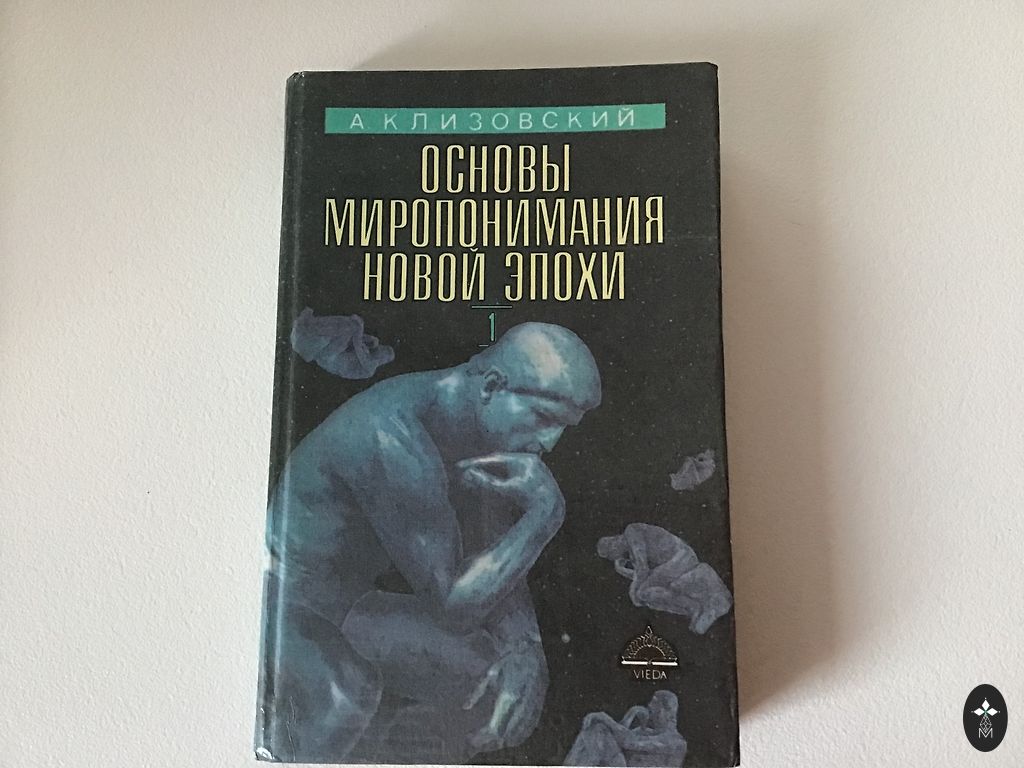 А. КЛИЗОВСКИЙ
ОСНОВЫ
МИРОПОНИМАНИЯ
НОВОЙ ЭПОХИ
1
VIEDA
M